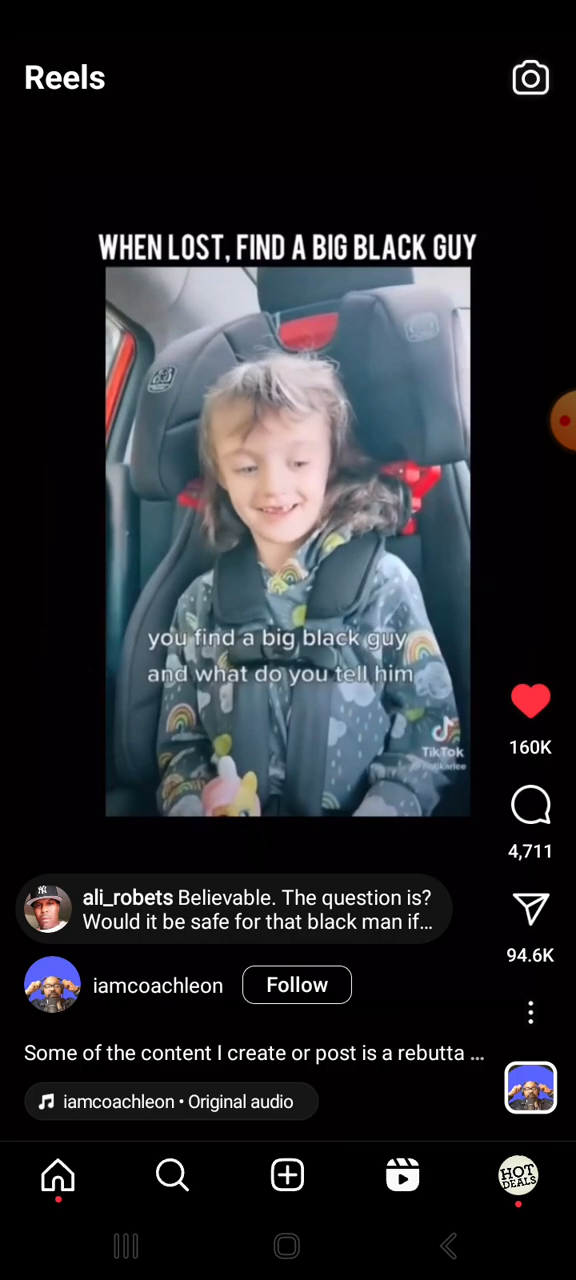 Reels
WHEN LOST, FIND A BIG BLACK GUY
you find a big black guy
and what do you tell him
TikTok
160K
4,711
ali_robets Believable. The question is?
Would it be safe for that black man if...
94.6K
iamcoachleon
Follow
Some of the content I create or post is a rebutta ...
iamcoachleon • Original audio
HOT
DEALS